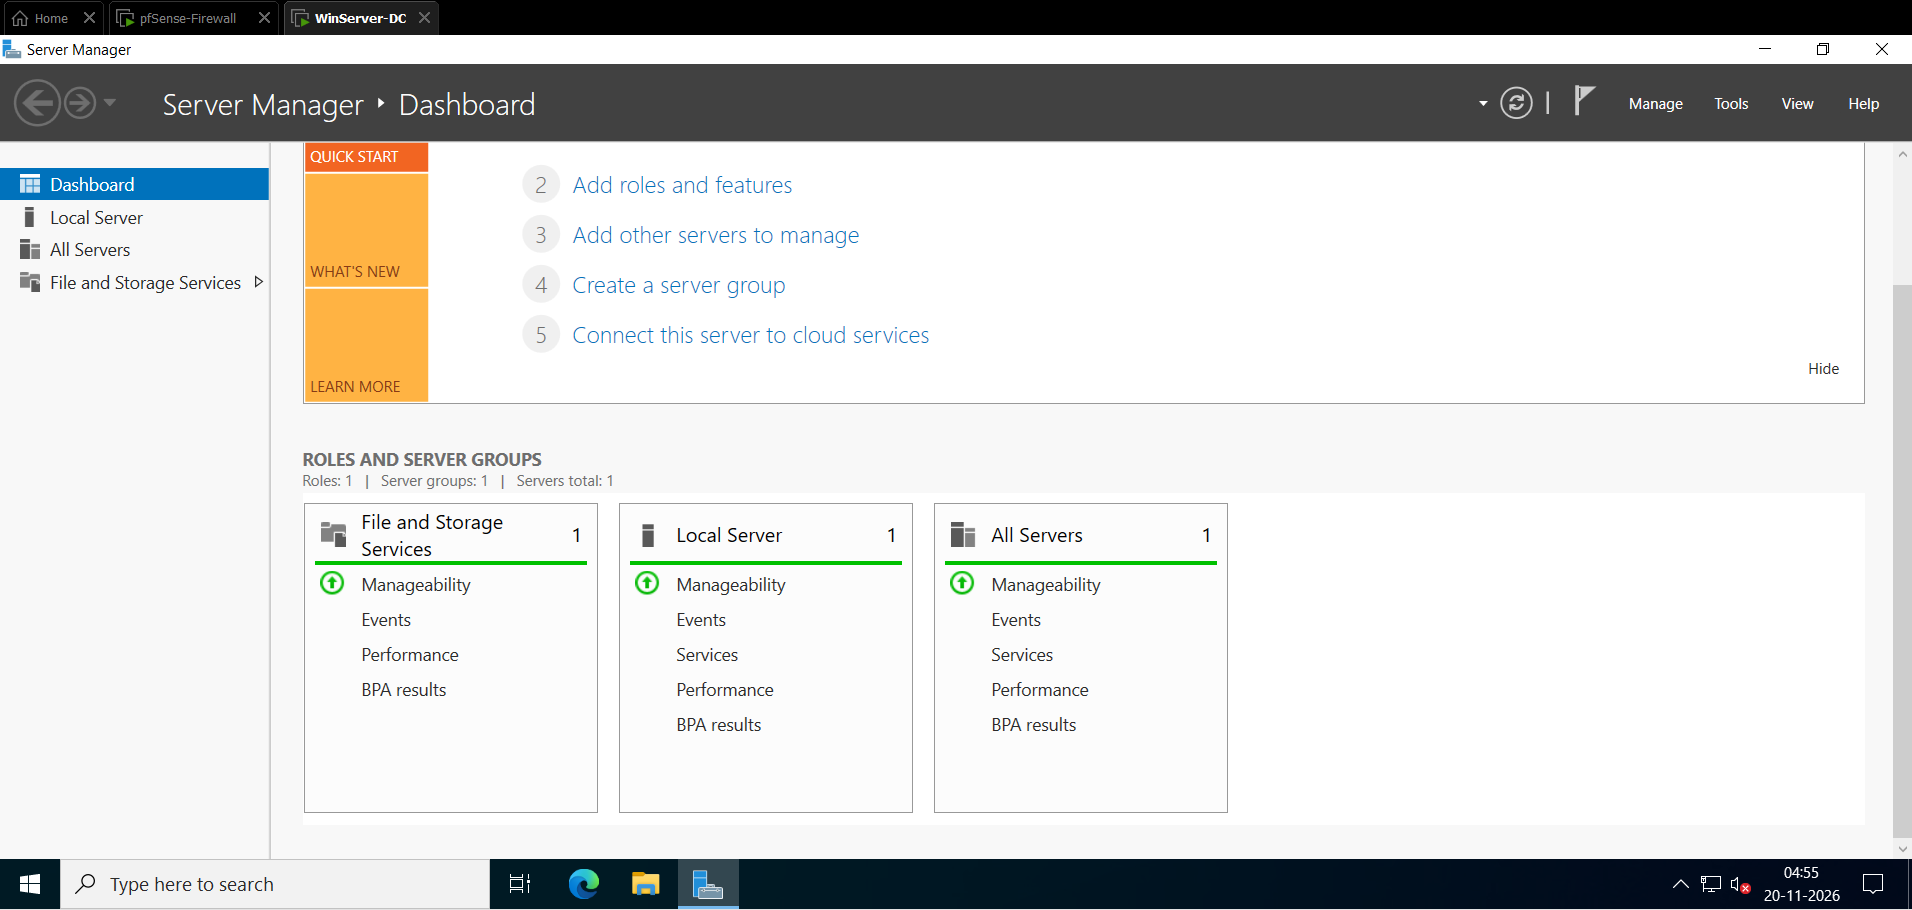 Home
pfSense-Firewall
WinServer-DC
Server Manager
Server Manager Dashboard
Manage
Tools
View
Help
Dashboard
Local Server
All Servers
File and Storage Services
QUICK START
WHAT'S NEW
LEARN MORE
2 Add roles and features
3 Add other servers to manage
4 Create a server group
5 Connect this server to cloud services
Hide
ROLES AND SERVER GROUPS
Roles: 1 | Server groups: 1 | Servers total: 1
File and Storage
Services
1
Manageability
Events
Performance
BPA results
Local Server 1
Manageability
Events
Services
Performance
BPA results
All Servers 1
Manageability
Events
Services
Performance
BPA results
Type here to search
04:55
20-11-2026